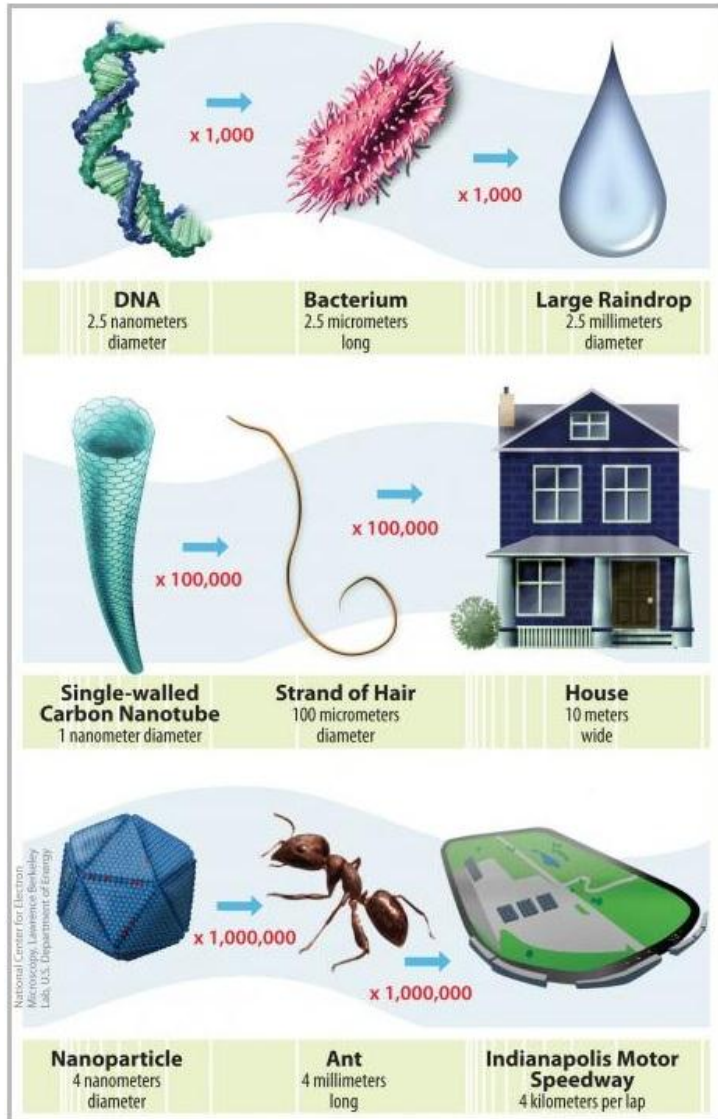 x 1,000
x 1,000
DNA
2.5 nanometers
diameter
Bacterium
2.5 micrometers
long
Large Raindrop
2.5 millimeters
diameter
x 100,000
x 100,000
Single-walled
Carbon Nanotube
1 nanometer diameter
Strand of Hair
100 micrometers
diameter
House
10 meters
wide
National Center for Electron
Microscopy, Lawrence Berkeley
Lab, U.S. Department of Energy
x 1,000,000
x 1,000,000
Nanoparticle
4 nanometers
diameter
Ant
4 millimeters
long
Indianapolis Motor
Speedway
4 kilometers per lap